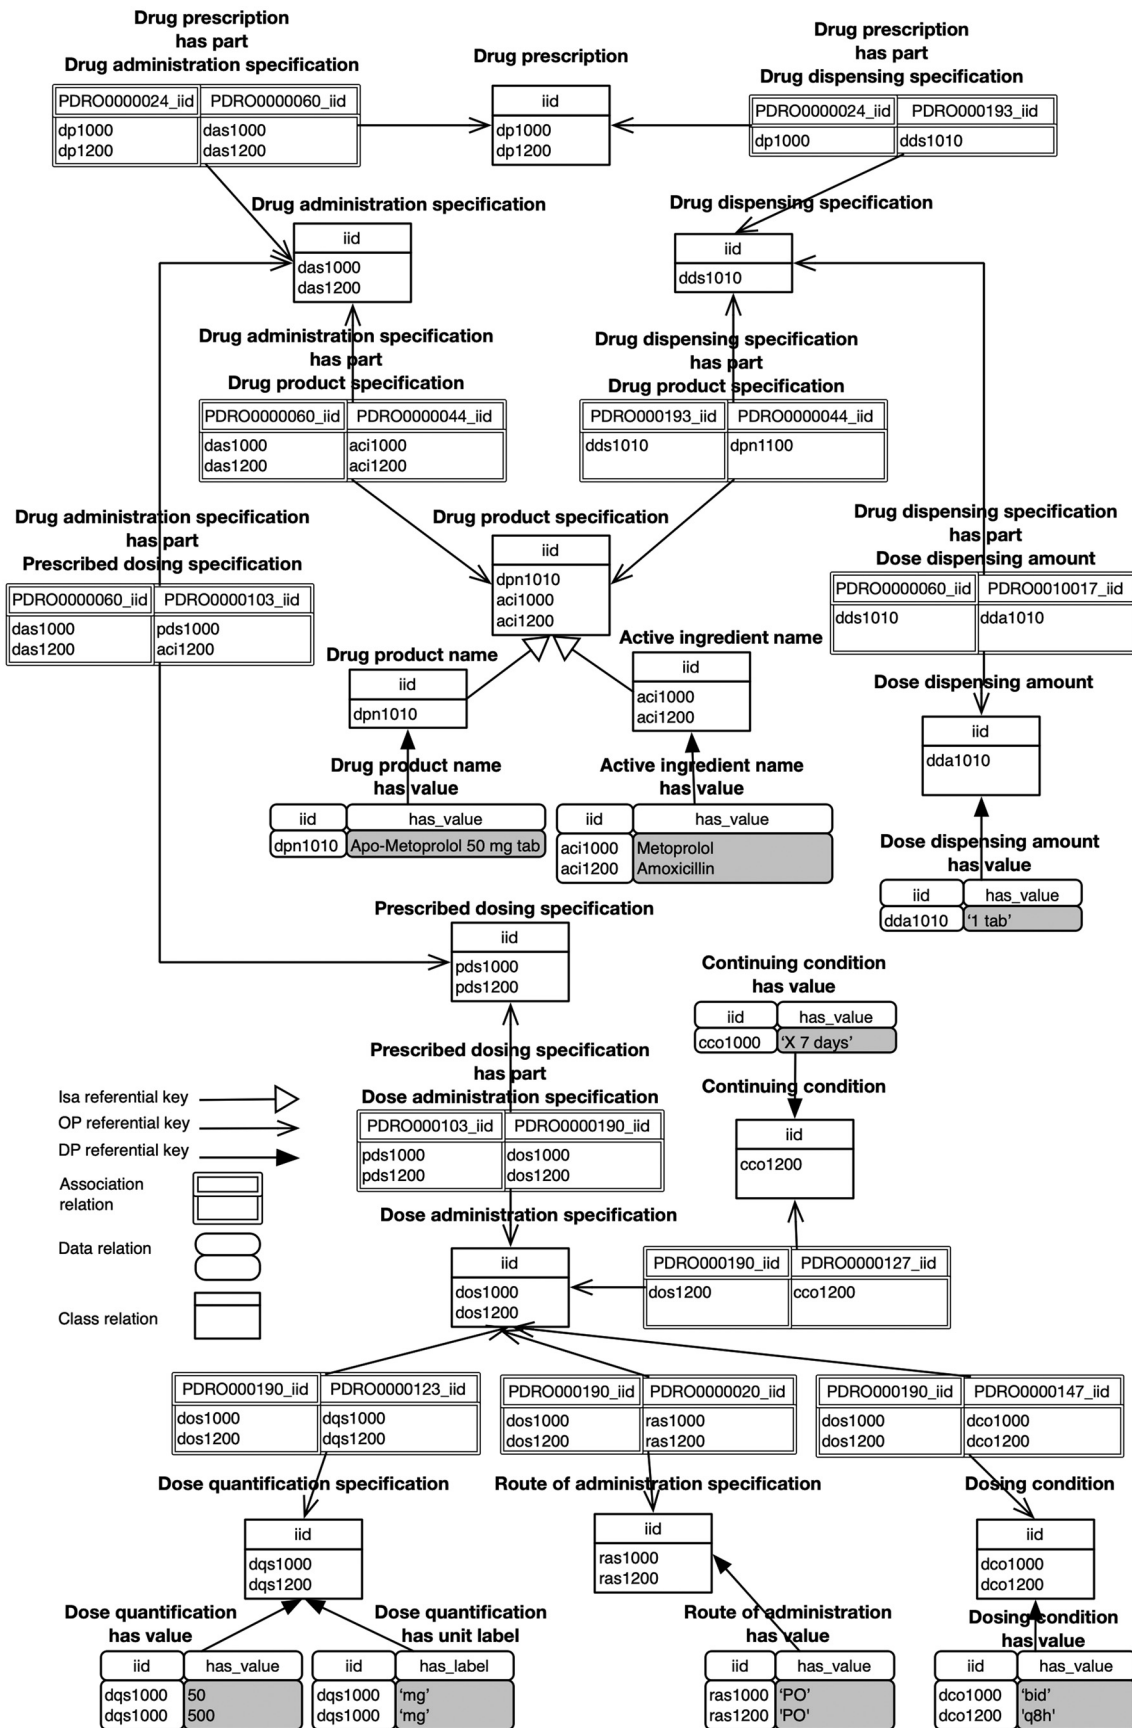 Drug prescription
has part
Drug administration specification
PDRO0000024_iid PDRO0000060_iid
dp1000 das1000
dp1200 das1200
Drug prescription
iid
dp1000
dp1200
Drug prescription
has part
Drug dispensing specification
PDRO0000024_iid PDRO000193_iid
dp1000 dds1010
Drug administration specification
iid
das1000
das1200
Drug dispensing specification
iid
dds1010
Drug administration specification
has part
Drug product specification
PDRO0000060_iid PDRO0000044_iid
das1000 aci1000
das1200 aci1200
Drug dispensing specification
has part
Drug product specification
PDRO000193_iid PDRO0000044_iid
dds1010 dpn1100
Drug administration specification
has part
Prescribed dosing specification
PDRO0000060_iid PDRO0000103_iid
das1000 pds1000
das1200 aci1200
Drug product specification
iid
dpn1010
aci1000
aci1200
Drug dispensing specification
has part
Dose dispensing amount
PDRO0000060_iid PDRO0010017_iid
dds1010 dda1010
Drug product name
iid
dpn1010
Active ingredient name
iid
aci1000
aci1200
Dose dispensing amount
iid
dda1010
Drug product name
has value
iid has_value
dpn1010 Apo-Metoprolol 50 mg tab
Active ingredient name
has value
iid has_value
aci1000 Metoprolol
aci1200 Amoxicillin
Dose dispensing amount
has value
iid has_value
dda1010 ‘1 tab’
Prescribed dosing specification
iid
pds1000
pds1200
Continuing condition
has value
iid has_value
cco1000 ‘X 7 days’
Prescribed dosing specification
has part
Dose administration specification
PDRO000103_iid PDRO0000190_iid
pds1000 dos1000
pds1200 dos1200
Continuing condition
iid
cco1200
Isa referential key
OP referential key
DP referential key
Association
relation
Data relation
Class relation
Dose administration specification
iid
dos1000
dos1200
PDRO000190_iid PDRO0000127_iid
dos1200 cco1200
PDRO000190_iid PDRO0000123_iid
dos1000 dqs1000
dos1200 dqs1200
PDRO000190_iid PDRO0000020_iid
dos1000 ras1000
dos1200 ras1200
PDRO000190_iid PDRO0000147_iid
dos1000 dco1000
dos1200 dco1200
Dose quantification specification
iid
dqs1000
dqs1200
Route of administration specification
iid
ras1000
ras1200
Dosing condition
iid
dco1000
dco1200
Dose quantification
has value
iid has_value
dqs1000 50
dqs1000 500
Dose quantification
has unit label
iid has_label
dqs1000 ‘mg’
dqs1000 ‘mg’
Route of administration
has value
iid has_value
ras1000 ‘PO’
ras1200 'PO'
Dosing condition
has value
iid has_value
dco1000 ‘bid’
dco1200 'q8h'